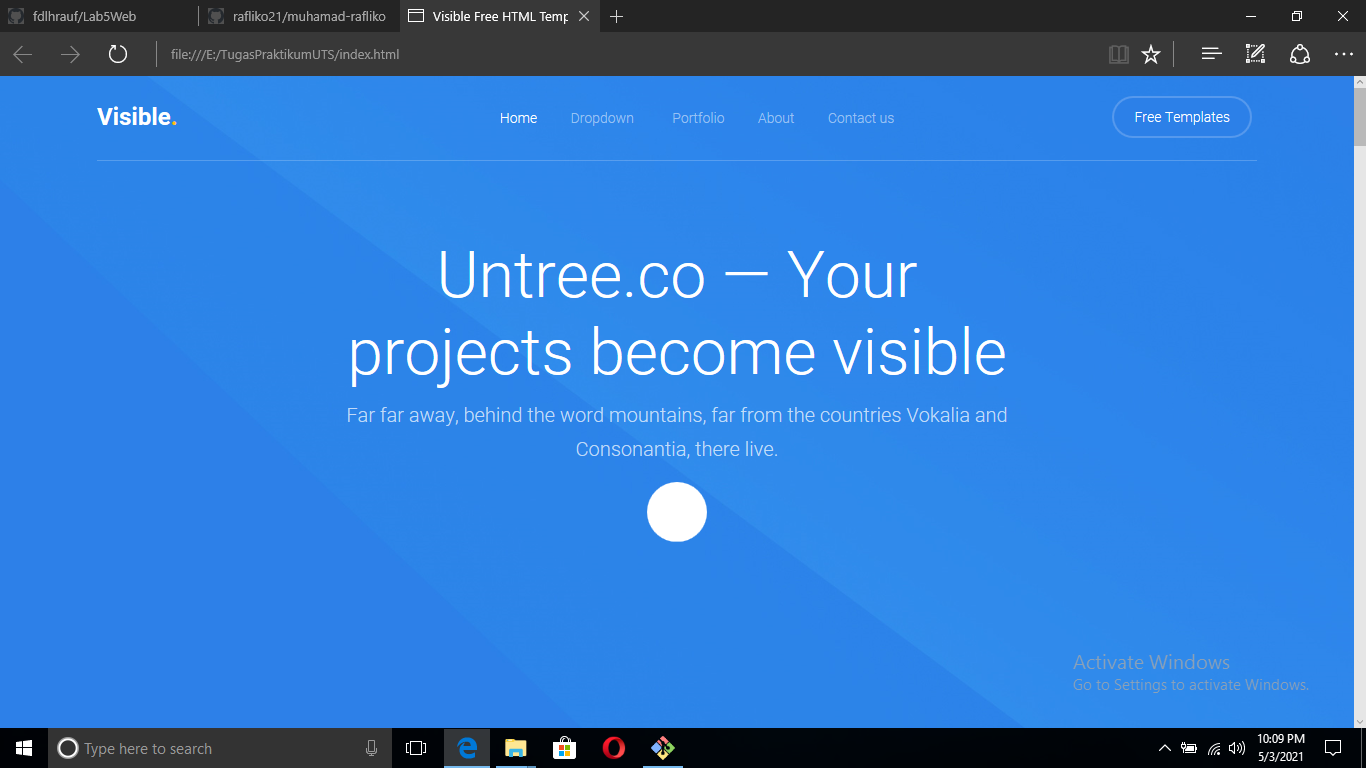 fdlhrauf/Lab5Web
rafliko21/muhamad-rafliko
Visible Free HTML Temp
file:///E:/TugasPraktikumUTS/index.html
Visible.
Home
Dropdown
Portfolio
About
Contact us
Free Templates
Untree.co — Your
projects become visible
Far far away, behind the word mountains, far from the countries Vokalia and
Consonantia, there live.
Activate Windows
Go to Settings to activate Windows.
Type here to search
10:09 PM
5/3/2021